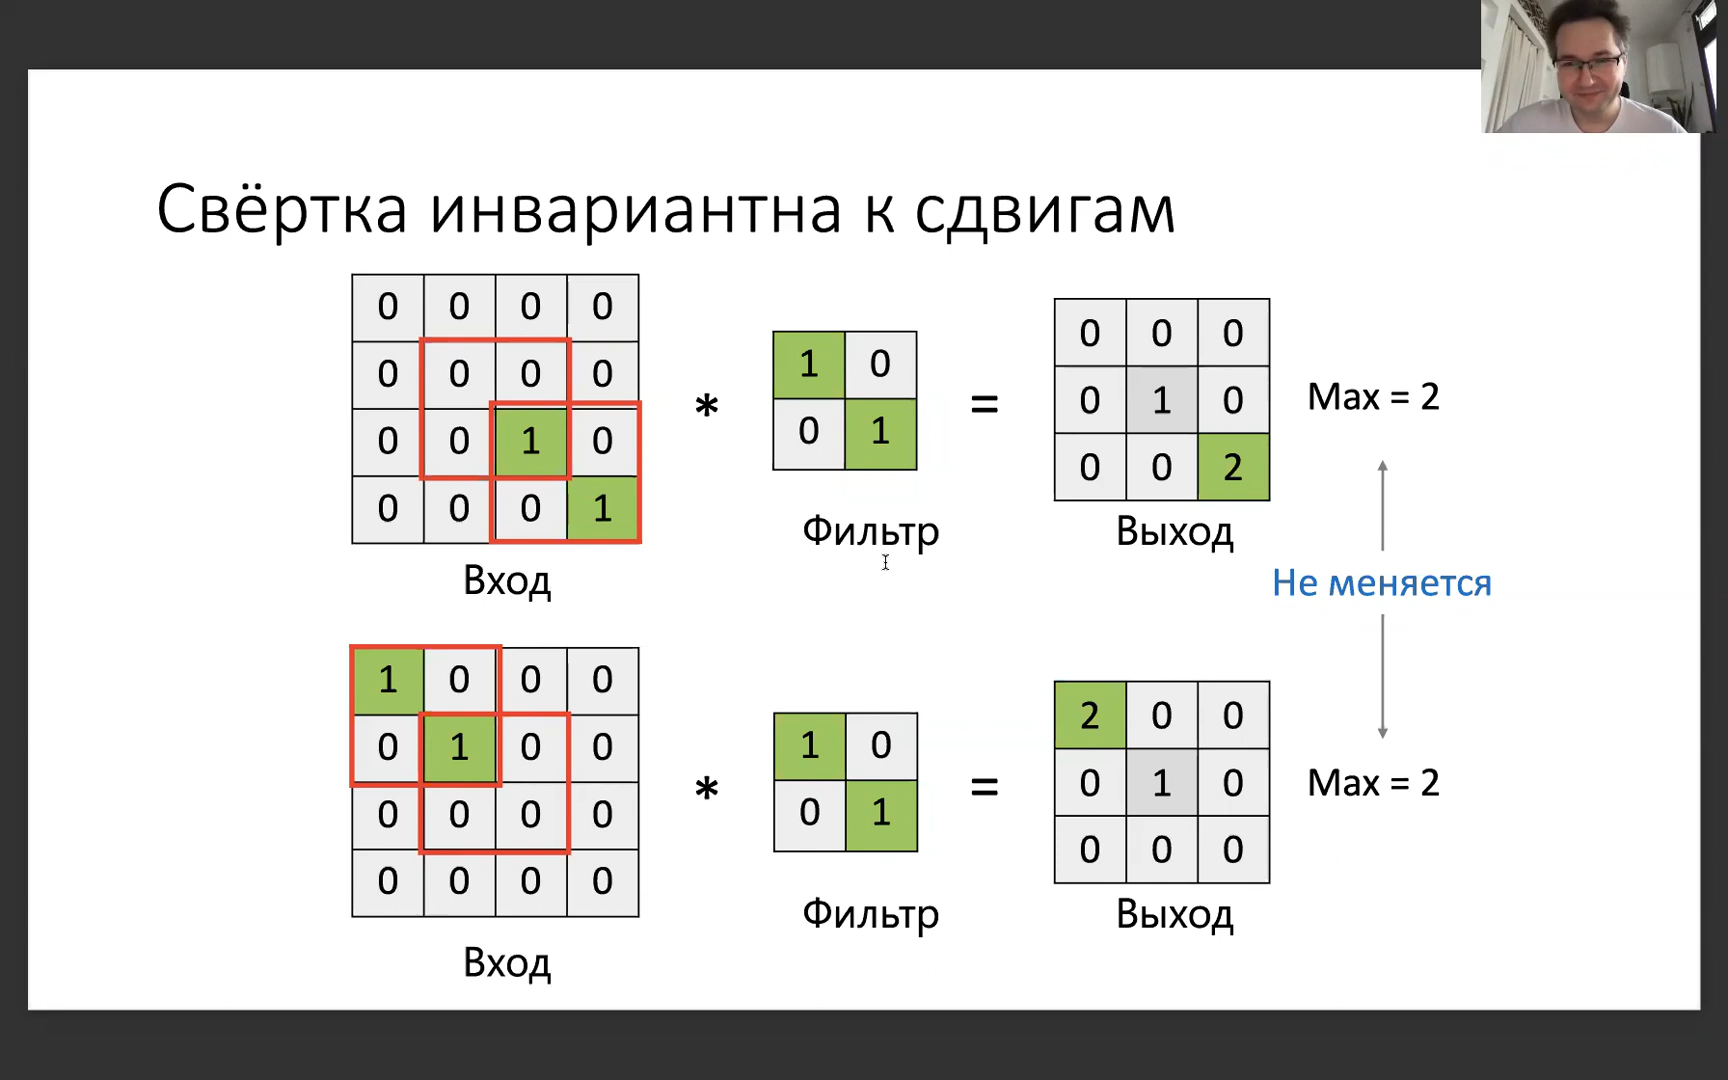 Свёртка инвариантна к сдвигам
0 0 0 0
0 0 0 0
0 0 1 0
0 0 0 1
Вход
*
1 0
0 1
Фильтр
=
0 0 0
0 1 0
0 0 2
Выход
Max = 2
Не меняется
1 0 0 0
0 1 0 0
0 0 0 0
0 0 0 0
Вход
*
1 0
0 1
Фильтр
=
2 0 0
0 1 0
0 0 0
Выход
Max = 2